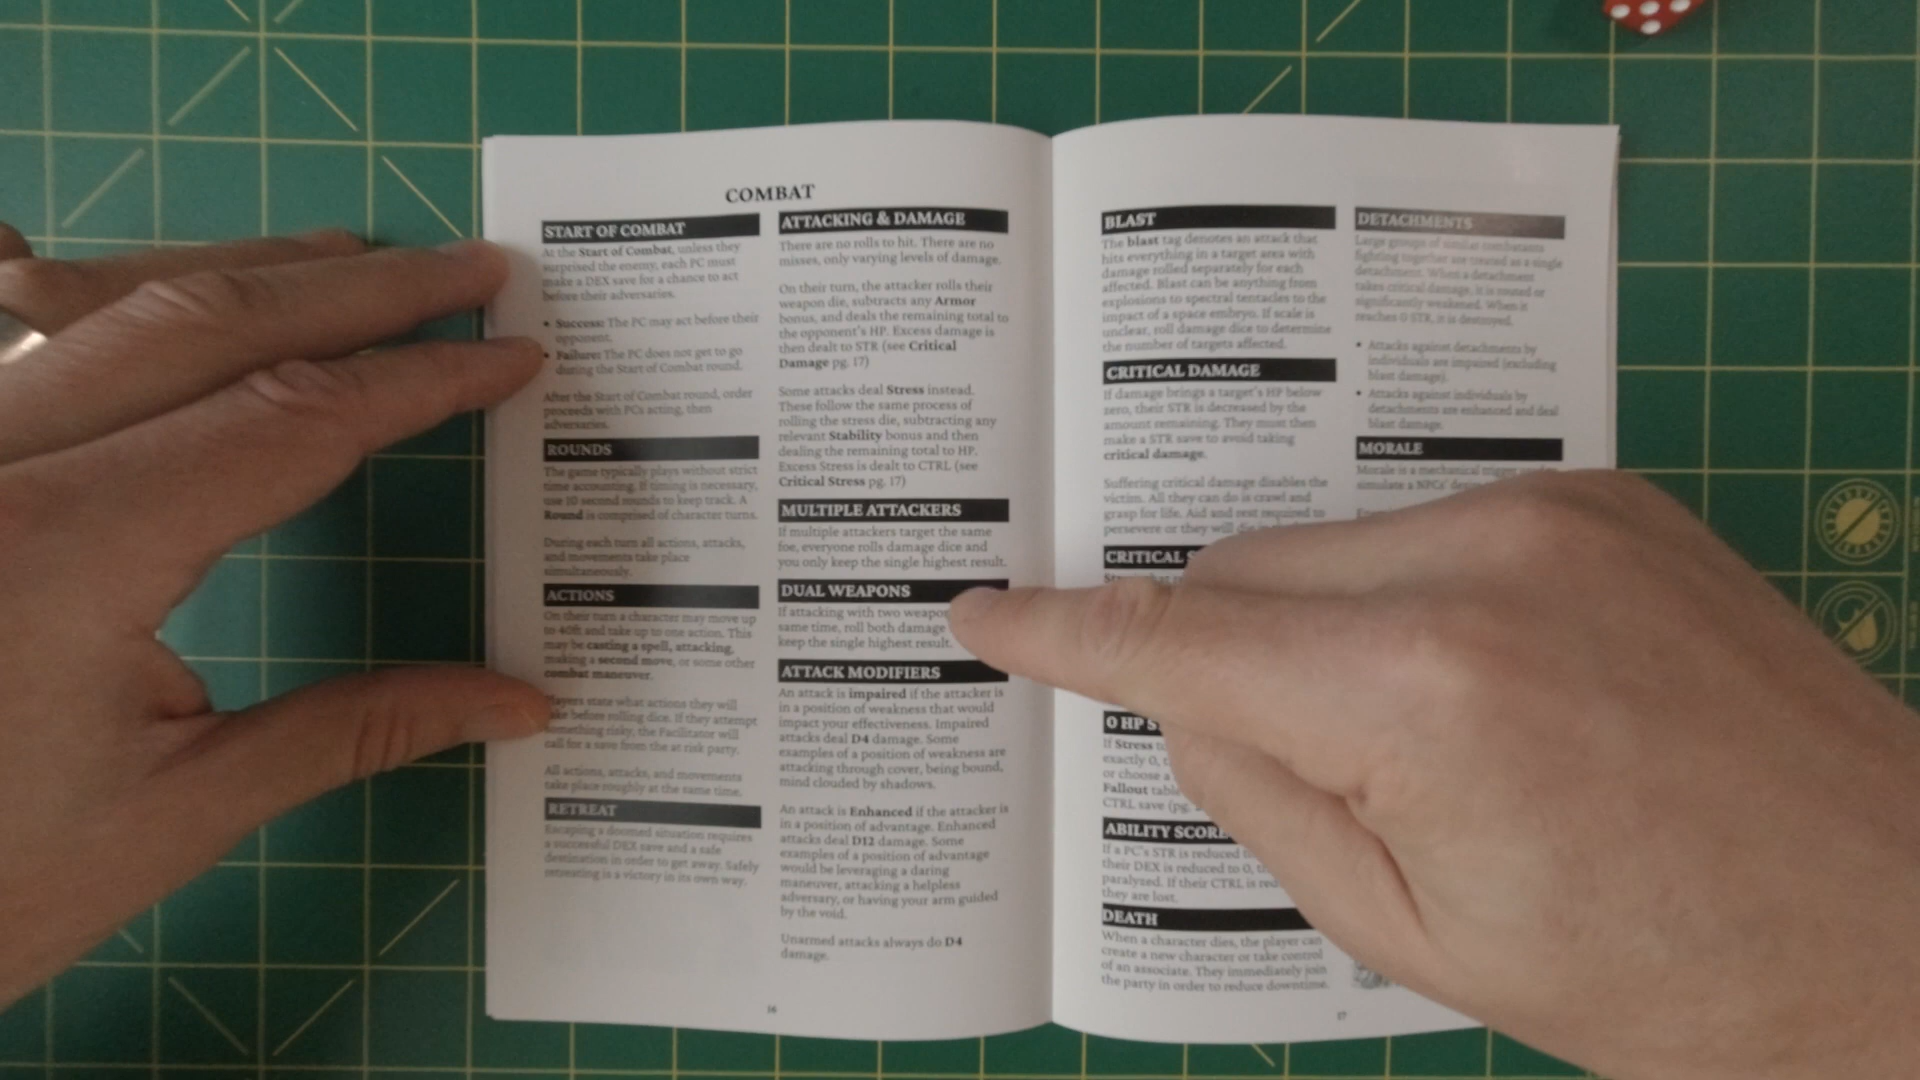 COMBAT
START OF COMBAT
At the Start of Combat, unless they
surprised the enemy, each PC must
make a DEX save for a chance to act
before their adversaries.
• Success: The PC may act before their
opponent.
• Failure: The PC does not get to go
during the Start of Combat round.
After the Start of Combat round, order
proceeds with PCs acting, then
adversaries.
ROUNDS
The game typically plays without strict
time accounting. If timing is necessary,
use 10 second rounds to keep track. A
Round is comprised of character turns.
During each turn all actions, attacks,
and movements take place
simultaneously.
ACTIONS
On their turn a character may move up
to 40ft and take up to one action. This
may be casting a spell, attacking,
making a second move, or some other
combat maneuver.
Players state what actions they will
take before rolling dice. If they attempt
something risky, the Facilitator will
call for a save from the at risk party.
All actions, attacks, and movements
take place roughly at the same time.
RETREAT
Escaping a doomed situation requires
a successful DEX save and a safe
destination in order to get away. Safely
retreating is a victory in its own way.
ATTACKING & DAMAGE
There are no rolls to hit. There are no
misses, only varying levels of damage.
On their turn, the attacker rolls their
weapon die, subtracts any Armor
bonus, and deals the remaining total to
the opponent's HP. Excess damage is
then dealt to STR (see Critical
Damage pg. 17)
Some attacks deal Stress instead.
These follow the same process of
rolling the stress die, subtracting any
relevant Stability bonus and then
dealing the remaining total to HP.
Excess Stress is dealt to CTRL (see
Critical Stress pg. 17)
MULTIPLE ATTACKERS
If multiple attackers target the same
foe, everyone rolls damage dice and
you only keep the single highest result.
DUAL WEAPONS
If attacking with two weapon
same time, roll both damage
keep the single highest result.
ATTACK MODIFIERS
An attack is impaired if the attacker is
in a position of weakness that would
impact your effectiveness. Impaired
attacks deal D4 damage. Some
examples of a position of weakness are
attacking through cover, being bound,
mind clouded by shadows.
An attack is Enhanced if the attacker is
in a position of advantage. Enhanced
attacks deal D12 damage. Some
examples of a position of advantage
would be leveraging a daring
maneuver, attacking a helpless
adversary, or having your arm guided
by the void.
Unarmed attacks always do D4
damage.
16
BLAST
The blast tag denotes an attack that
hits everything in a target area with
damage rolled separately for each
affected. Blast can be anything from
explosions to spectral tentacles to the
impact of a space embryo. If scale is
unclear, roll damage dice to determine
the number of targets affected.
CRITICAL DAMAGE
If damage brings a target's HP below
zero, their STR is decreased by the
amount remaining. They must then
make a STR save to avoid taking
critical damage.
Suffering critical damage disables the
victim. All they can do is crawl and
grasp for life. Aid and rest required to
persevere or they will die
CRITICAL S
0 HP S
If Stress to
exactly 0,
or choose a
Fallout table
CTRL save (pg.
ABILITY SCORE
If a PC's STR is reduced
their DEX is reduced to 0,
paralyzed. If their CTRL is red
they are lost.
DEATH
When a character dies, the player can
create a new character or take control
of an associate. They immediately join
the party in order to reduce downtime.
DETACHMENTS
Large groups of similar combatants
fighting together are treated as a single
detachment. When a detachment
takes critical damage, it is routed or
significantly weakened. When it
reaches 0 STR, it is destroyed.
• Attacks against detachments by
individuals are impaired (excluding
blast damage).
• Attacks against individuals by
detachments are enhanced and deal
blast damage.
MORALE
Morale is a mechanical trigger
simulate a NPCs'
17